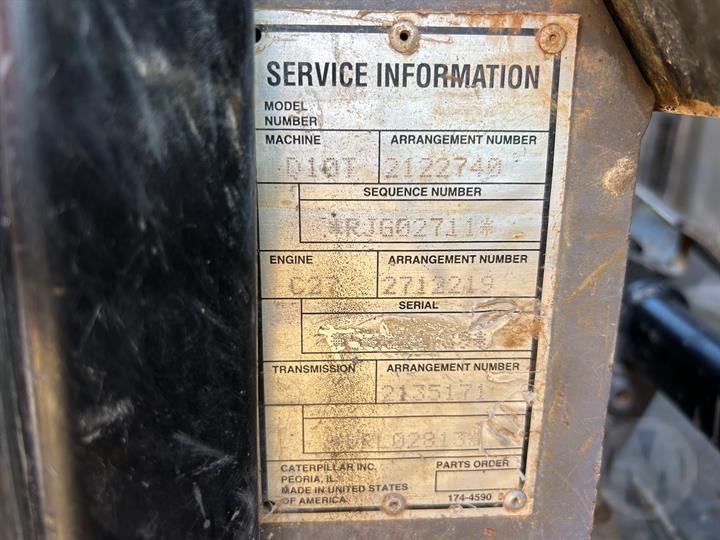 SERVICE INFORMATION
MODEL
NUMBER
MACHINE ARRANGEMENT NUMBER
D10T 2122740
SEQUENCE NUMBER
*RJG02711*
ENGINE ARRANGEMENT NUMBER
C27 2712219
SERIAL
TRANSMISSION ARRANGEMENT NUMBER
2135171
CATERPILLAR INC. PARTS ORDER
PEORIA, IL.
MADE IN UNITED STATES
OF AMERICA 174-4590